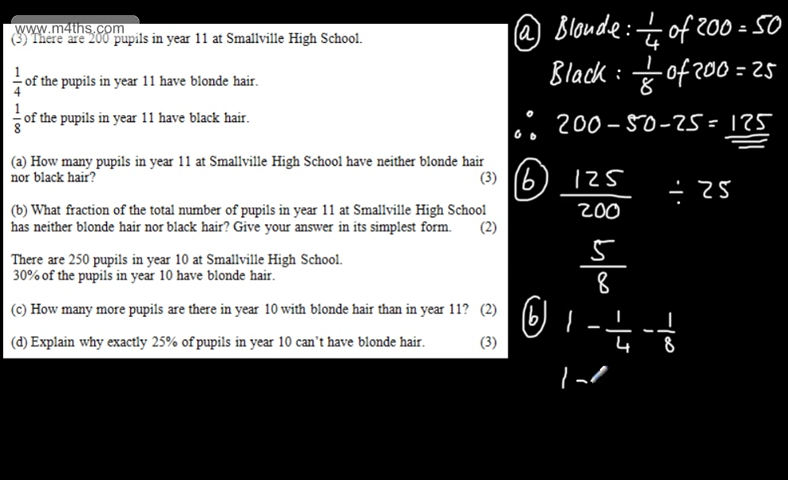 www.m4ths.com
(3) There are 200 pupils in year 11 at Smallville High School.
1/4 of the pupils in year 11 have blonde hair.
1/8 of the pupils in year 11 have black hair.
(a) How many pupils in year 11 at Smallville High School have neither blonde hair
nor black hair? (3)
(b) What fraction of the total number of pupils in year 11 at Smallville High School
has neither blonde hair nor black hair? Give your answer in its simplest form. (2)
There are 250 pupils in year 10 at Smallville High School.
30% of the pupils in year 10 have blonde hair.
(c) How many more pupils are there in year 10 with blonde hair than in year 11? (2)
(d) Explain why exactly 25% of pupils in year 10 can't have blonde hair. (3)
(a) Blonde: 1/4 of 200 = 50
Black: 1/8 of 200 = 25
∴ 200 - 50 - 25 = 125
(b) 125/200 ÷ 25
5/8
(b) 1 - 1/4 - 1/8
1 -